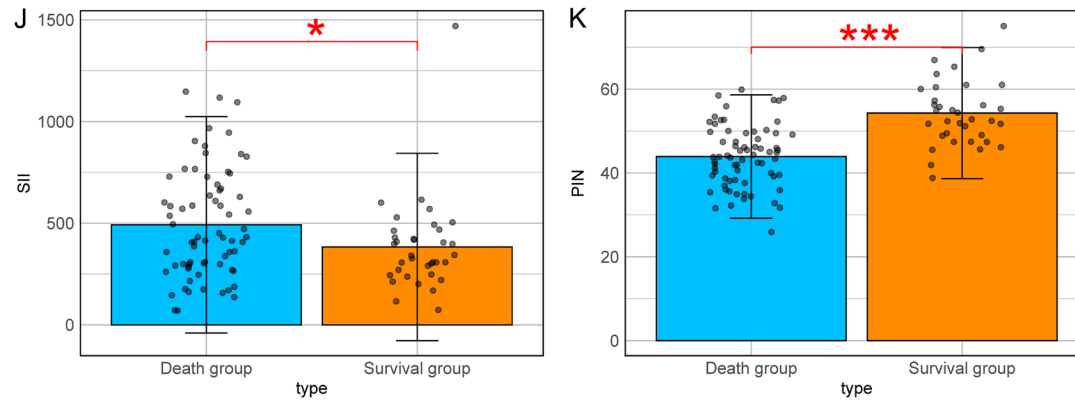 J
*
1500
1000
500
0
SII
Death group
Survival group
type
K
***
60
40
20
0
PIN
Death group
Survival group
type